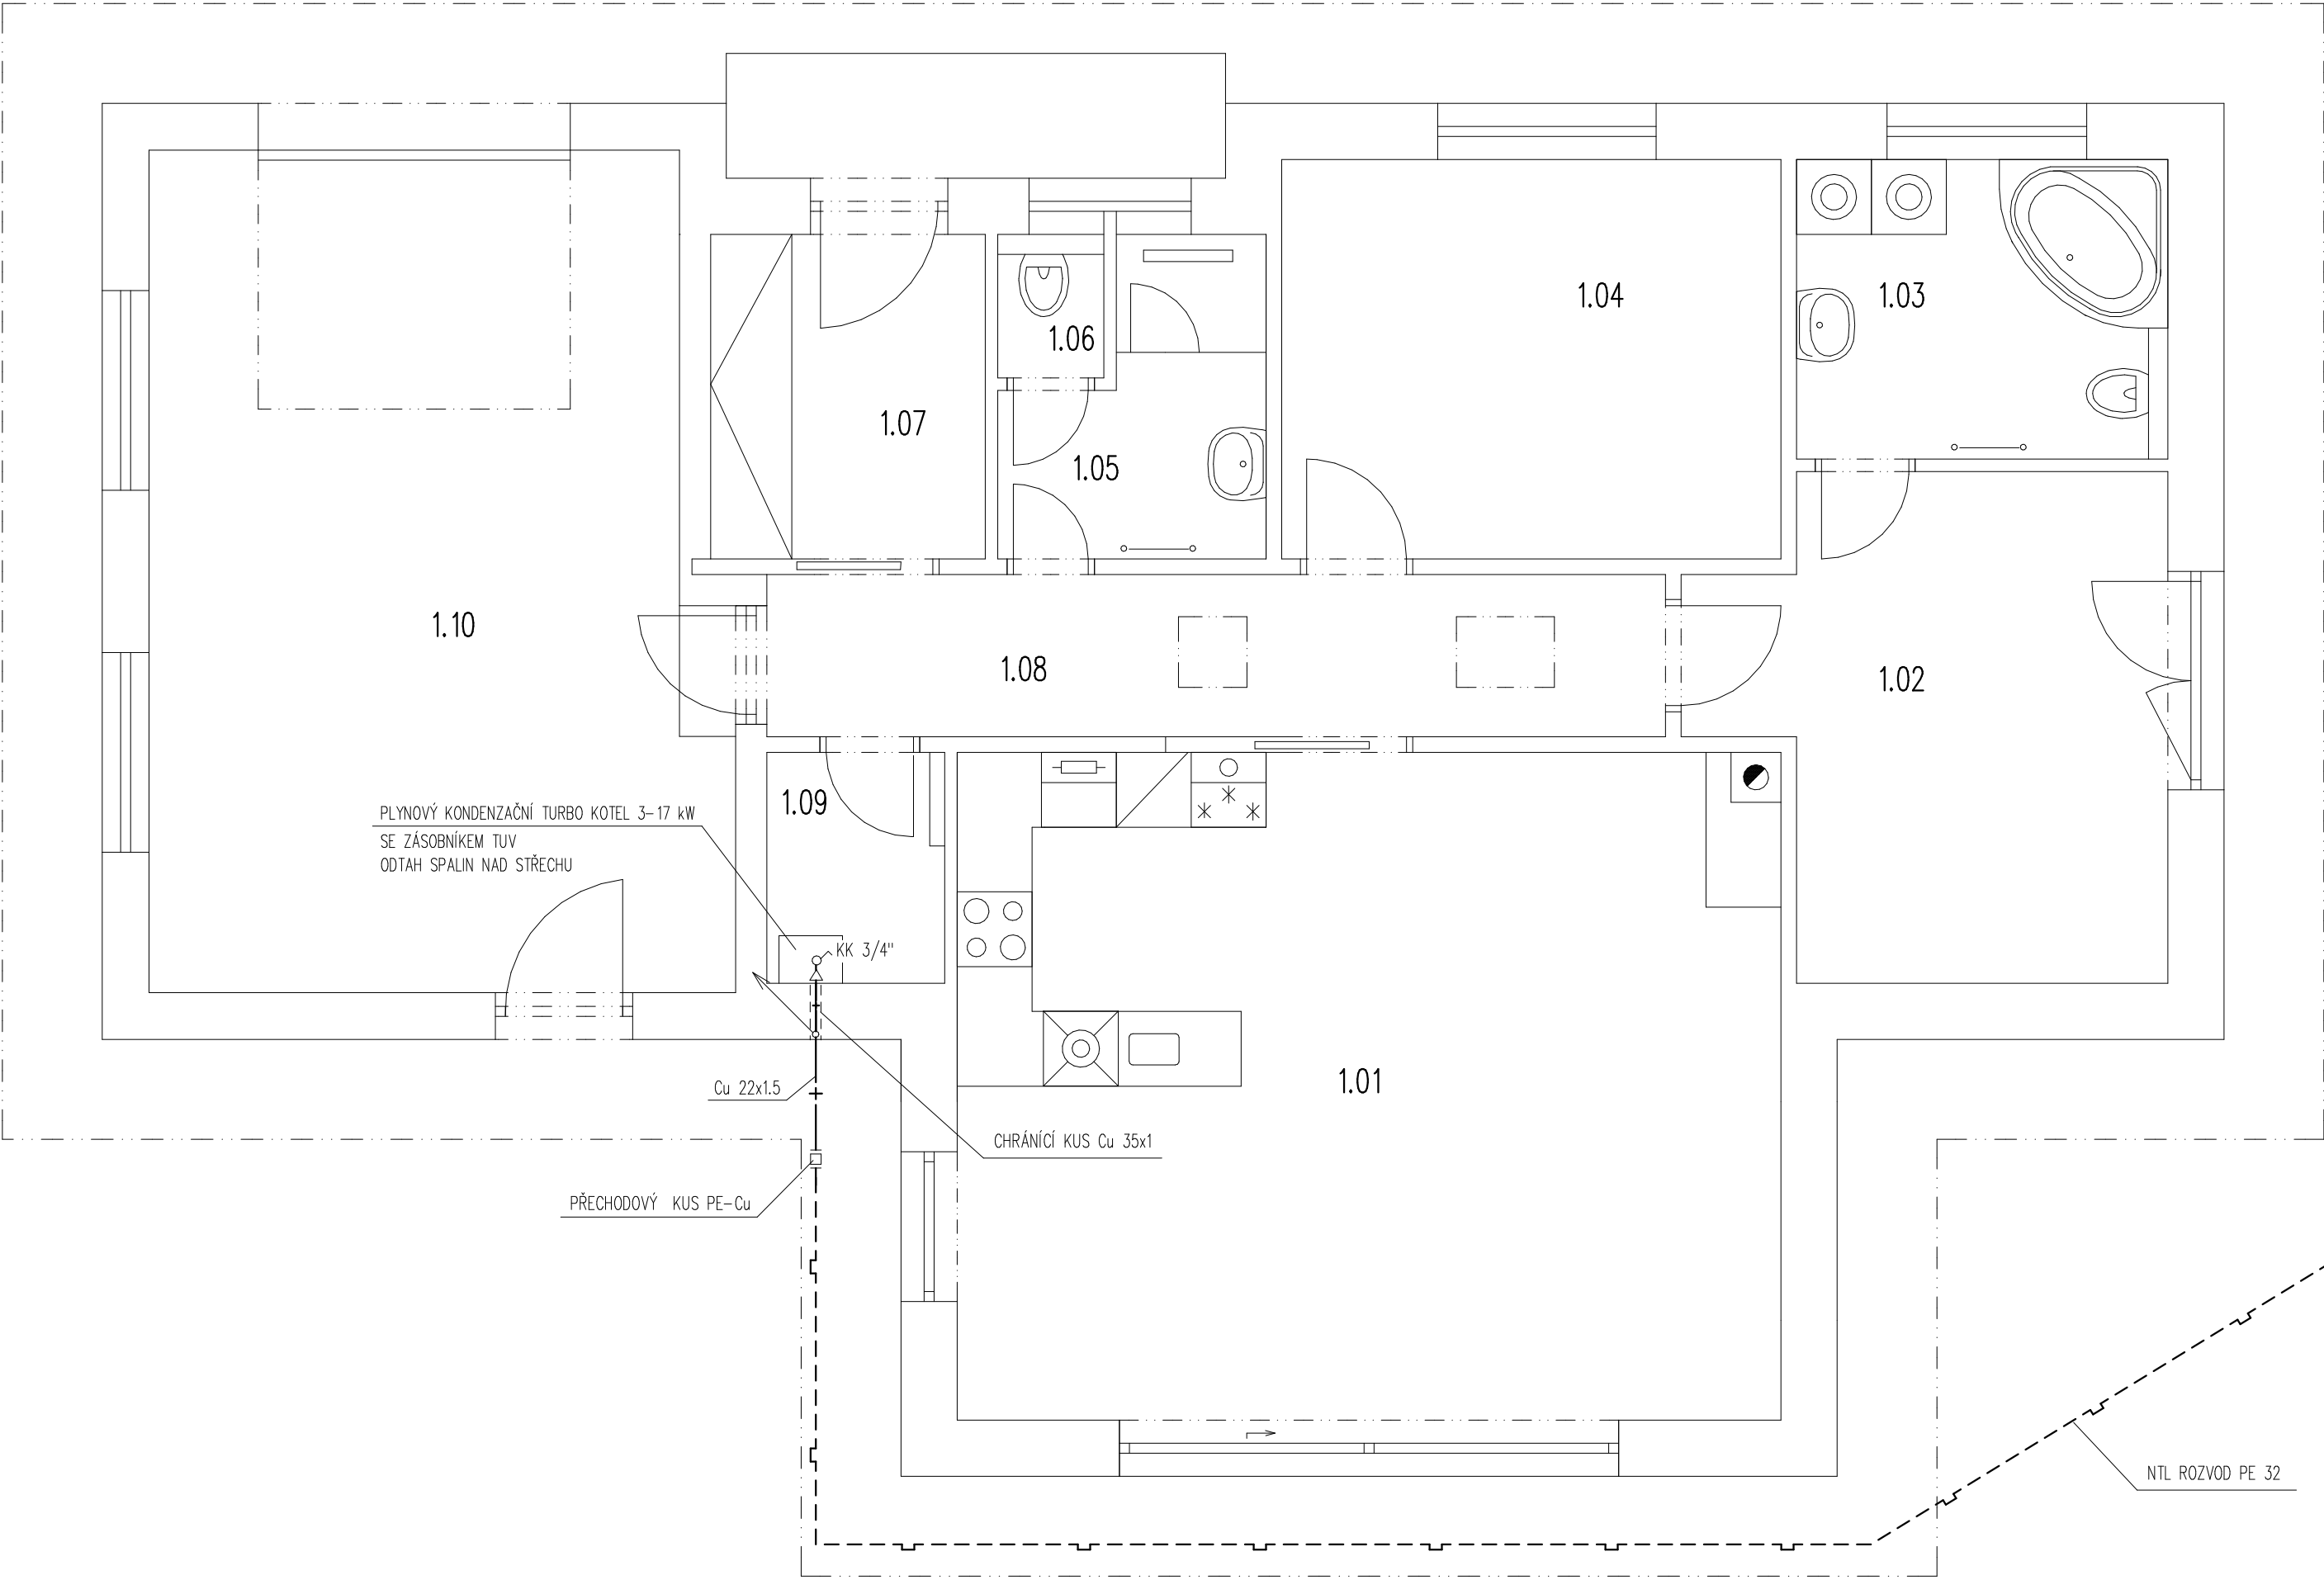 1.04
1.03
1.06
1.07
1.05
1.10
1.08
1.02
1.09
PLYNOVÝ KONDENZAČNÍ TURBO KOTEL 3-17 kW
SE ZÁSOBNÍKEM TUV
ODTAH SPALIN NAD STŘECHU
KK 3/4"
1.01
Cu 22x1.5
CHRÁNÍCÍ KUS Cu 35x1
PŘECHODOVÝ KUS PE-Cu
NTL ROZVOD PE 32